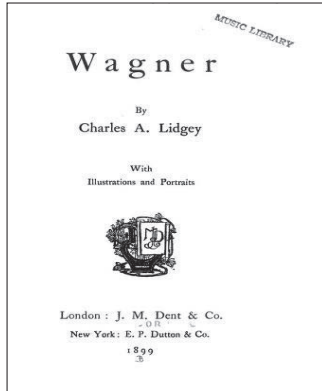 MUSIC LIBRARY
Wagner
By
Charles A. Lidgey
With
Illustrations and Portraits
London: J. M. Dent & Co.
New York: E. P. Dutton & Co.
1899